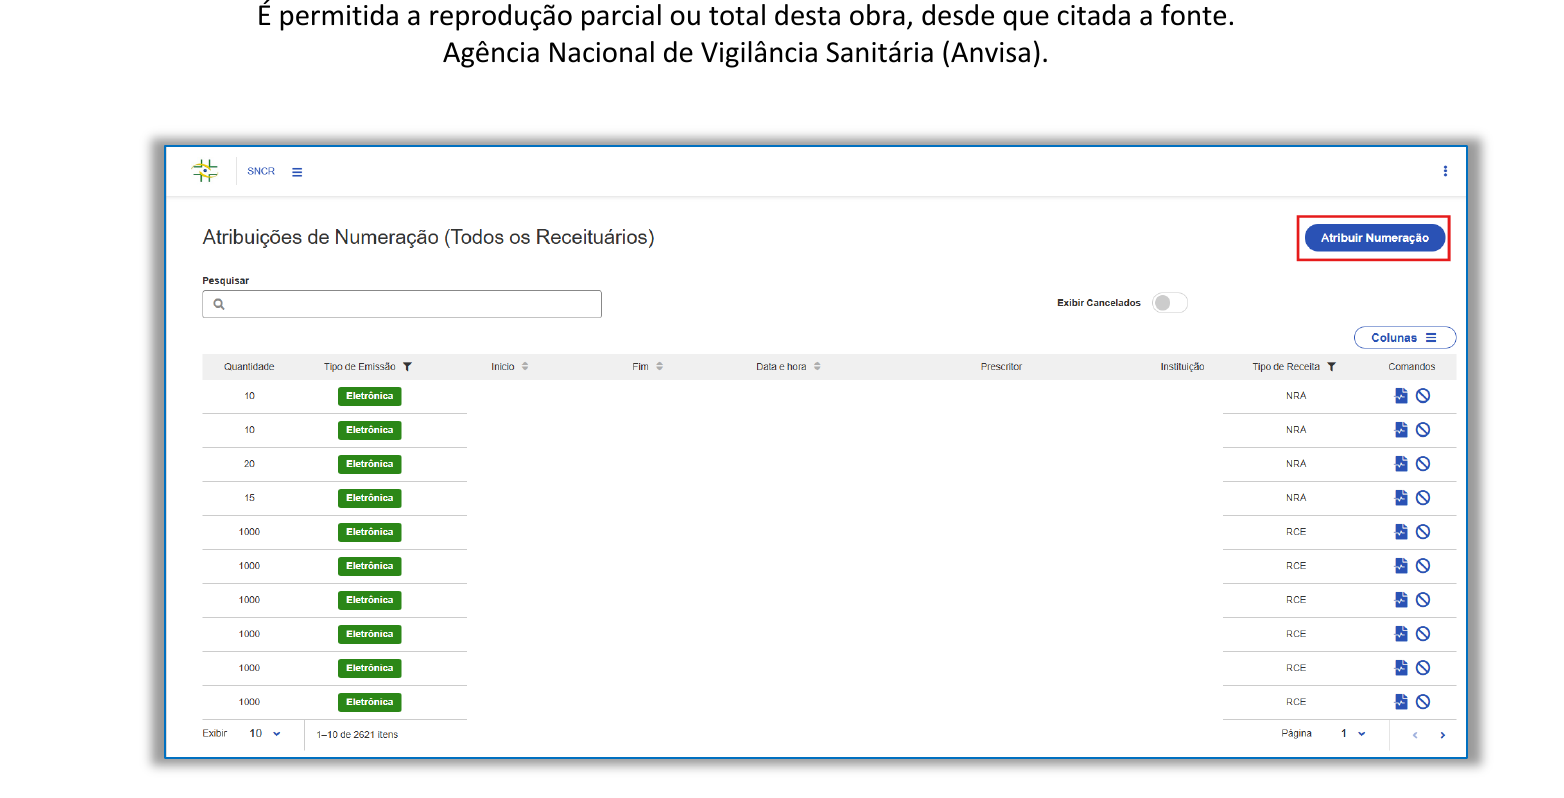 É permitida a reprodução parcial ou total desta obra, desde que citada a fonte.
Agência Nacional de Vigilância Sanitária (Anvisa).
SNCR
Atribuições de Numeração (Todos os Receituários)
Atribuir Numeração
Pesquisar
Exibir Cancelados
Colunas
Quantidade Tipo de Emissão Início Fim Data e hora Prescritor Instituição Tipo de Receita Comandos
10 Eletrônica NRA
10 Eletrônica NRA
20 Eletrônica NRA
15 Eletrônica NRA
1000 Eletrônica RCE
1000 Eletrônica RCE
1000 Eletrônica RCE
1000 Eletrônica RCE
1000 Eletrônica RCE
1000 Eletrônica RCE
Exibir 10 1–10 de 2621 itens Página 1